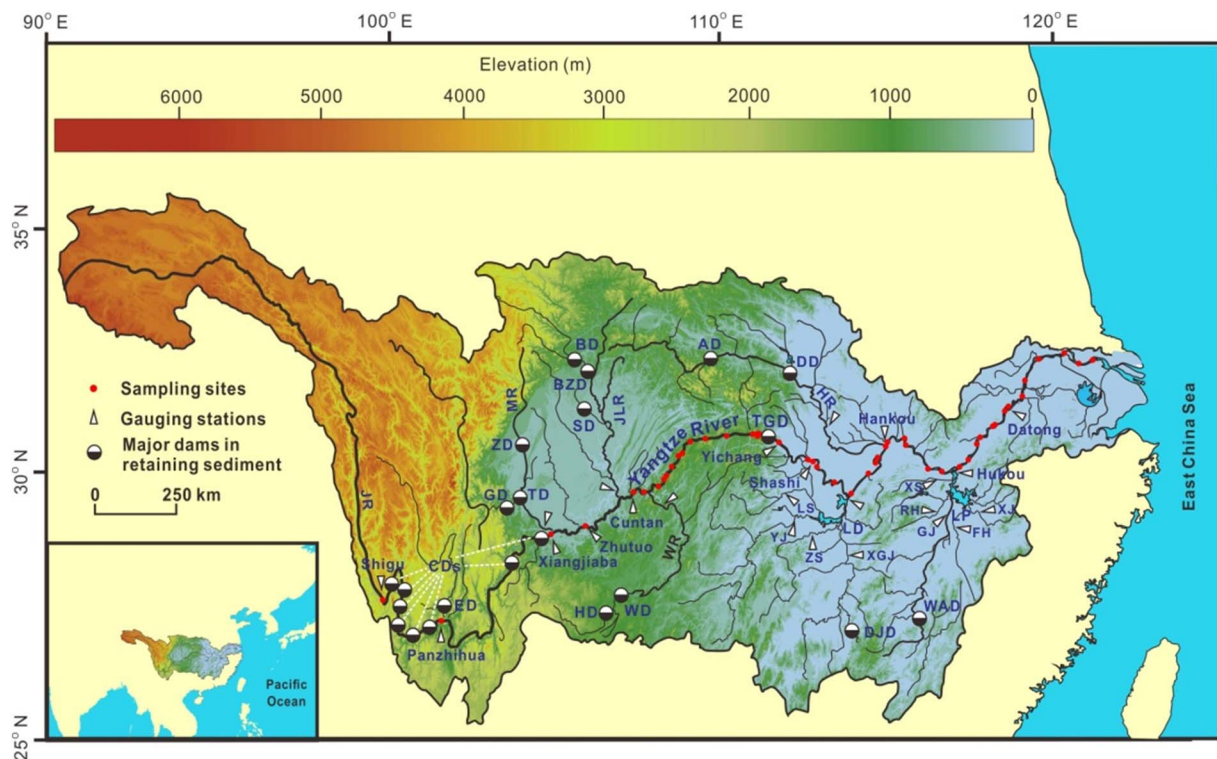 90° E
100° E
110° E
120° E
Elevation (m)
6000
5000
4000
3000
2000
1000
0
35° N
30° N
25° N
Sampling sites
Gauging stations
Major dams in
retaining sediment
0
250 km
BD
BZD
SD
MR
JLR
ZD
GD
TD
AD
DD
HR
TGD
Hankou
Yangtze River
Yichang
Shashi
Datong
Hukou
East China Sea
JR
Cuntan
Zhutuo
Xiangjiaba
WR
LS
YJ
ZS
LD
XGJ
XS
RH
GJ
LP
XJ
FH
Shigu
CDs
ED
HD
WD
DJD
WAD
Panzhihua
Pacific
Ocean